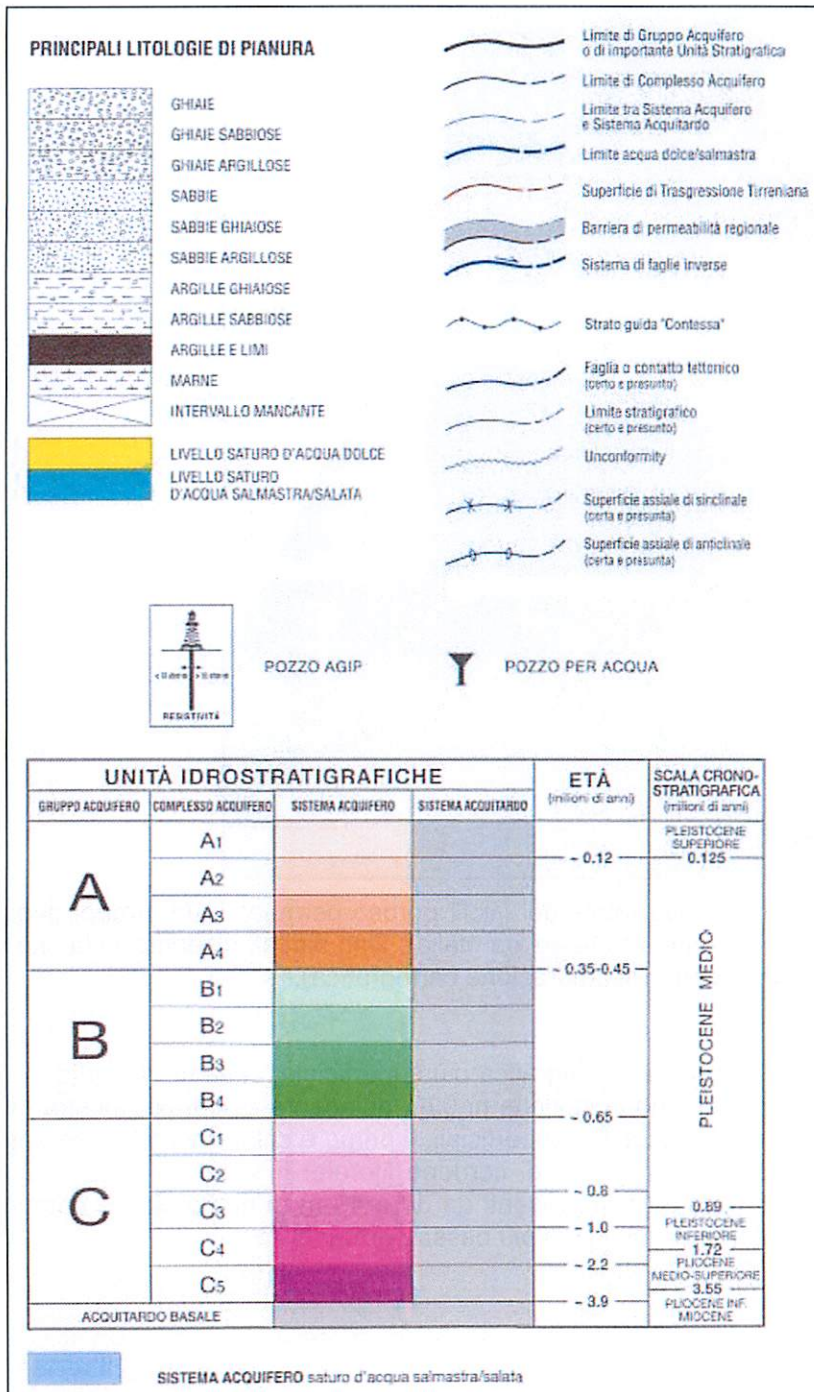 PRINCIPALI LITOLOGIE DI PIANURA
GHIAIE
GHIAIE SABBIOSE
GHIAIE ARGILLOSE
SABBIE
SABBIE GHIAIOSE
SABBIE ARGILLOSE
ARGILLE GHIAIOSE
ARGILLE SABBIOSE
ARGILLE E LIMI
MARNE
INTERVALLO MANCANTE
LIVELLO SATURO D'ACQUA DOLCE
LIVELLO SATURO
D'ACQUA SALMASTRA/SALATA
Limite di Gruppo Acquifero
o di importante Unità Stratigrafica
Limite di Complesso Acquifero
Limite tra Sistema Acquifero
e Sistema Acquitardo
Limite acqua dolce/salmastra
Superficie di Trasgressione Tirreniana
Barriera di permeabilità regionale
Sistema di faglie inverse
Strato guida "Contessa"
Faglia o contatto tettonico
(certo e presunto)
Limite stratigrafico
(certo e presunto)
Unconformity
Superficie assiale di sinclinale
(certa e presunta)
Superficie assiale di anticlinale
(certa e presunta)
RESISTIVITÀ
POZZO AGIP
POZZO PER ACQUA
UNITÀ IDROSTRATIGRAFICHE
ETÀ
(milioni di anni)
SCALA CRONO-
STRATIGRAFICA
(milioni di anni)
GRUPPO ACQUIFERO COMPLESSO ACQUIFERO SISTEMA ACQUIFERO SISTEMA ACQUITARDO
A
A1
A2
A3
A4
B
B1
B2
B3
B4
C
C1
C2
C3
C4
C5
ACQUITARDO BASALE
~ 0.12
~ 0.35-0.45
~ 0.65
~ 0.8
~ 1.0
~ 2.2
~ 3.9
PLEISTOCENE
SUPERIORE
0.125
PLEISTOCENE MEDIO
0.89
PLEISTOCENE
INFERIORE
1.72
PLIOCENE
MEDIO-SUPERIORE
3.55
PLIOCENE INF.
MIOCENE
SISTEMA ACQUIFERO saturo d'acqua salmastra/salata